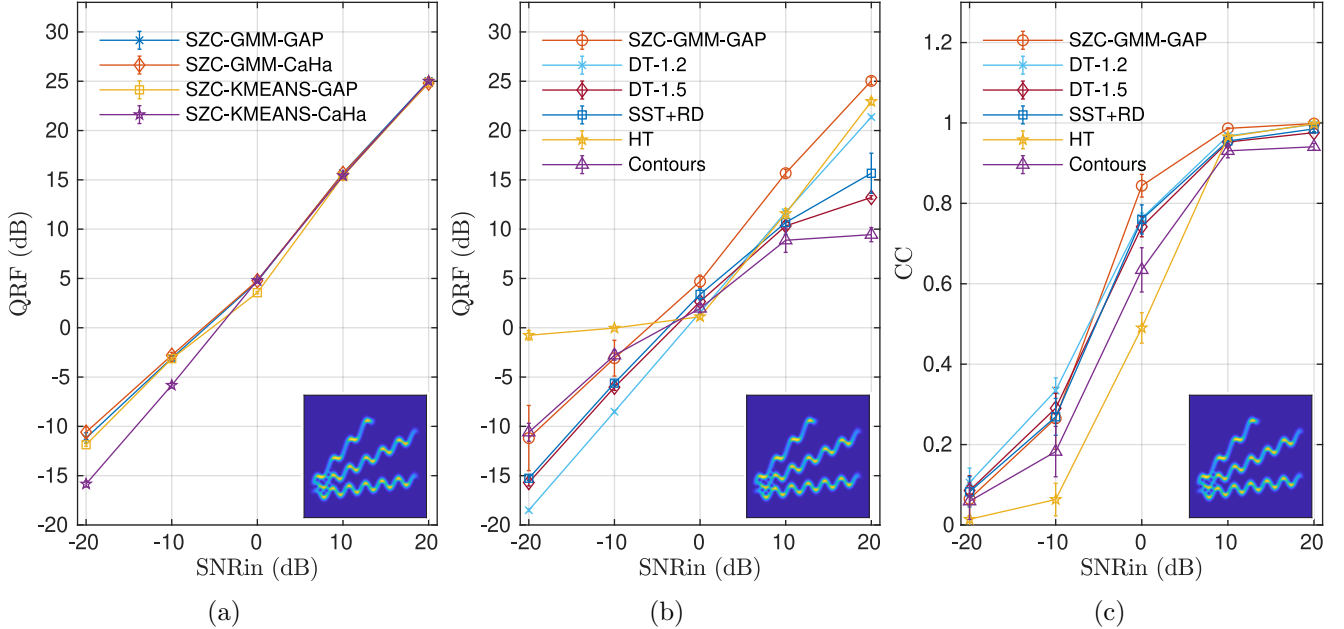 30
25
20
15
10
5
0
-5
-10
-15
-20
QRF (dB)
SZC-GMM-GAP
SZC-GMM-CaHa
SZC-KMEANS-GAP
SZC-KMEANS-CaHa
-20 -10 0 10 20
SNRin (dB)
(a)
30
25
20
15
10
5
0
-5
-10
-15
-20
QRF (dB)
SZC-GMM-GAP
DT-1.2
DT-1.5
SST+RD
HT
Contours
-20 -10 0 10 20
SNRin (dB)
(b)
1.2
1
0.8
0.6
0.4
0.2
0
CC
SZC-GMM-GAP
DT-1.2
DT-1.5
SST+RD
HT
Contours
-20 -10 0 10 20
SNRin (dB)
(c)